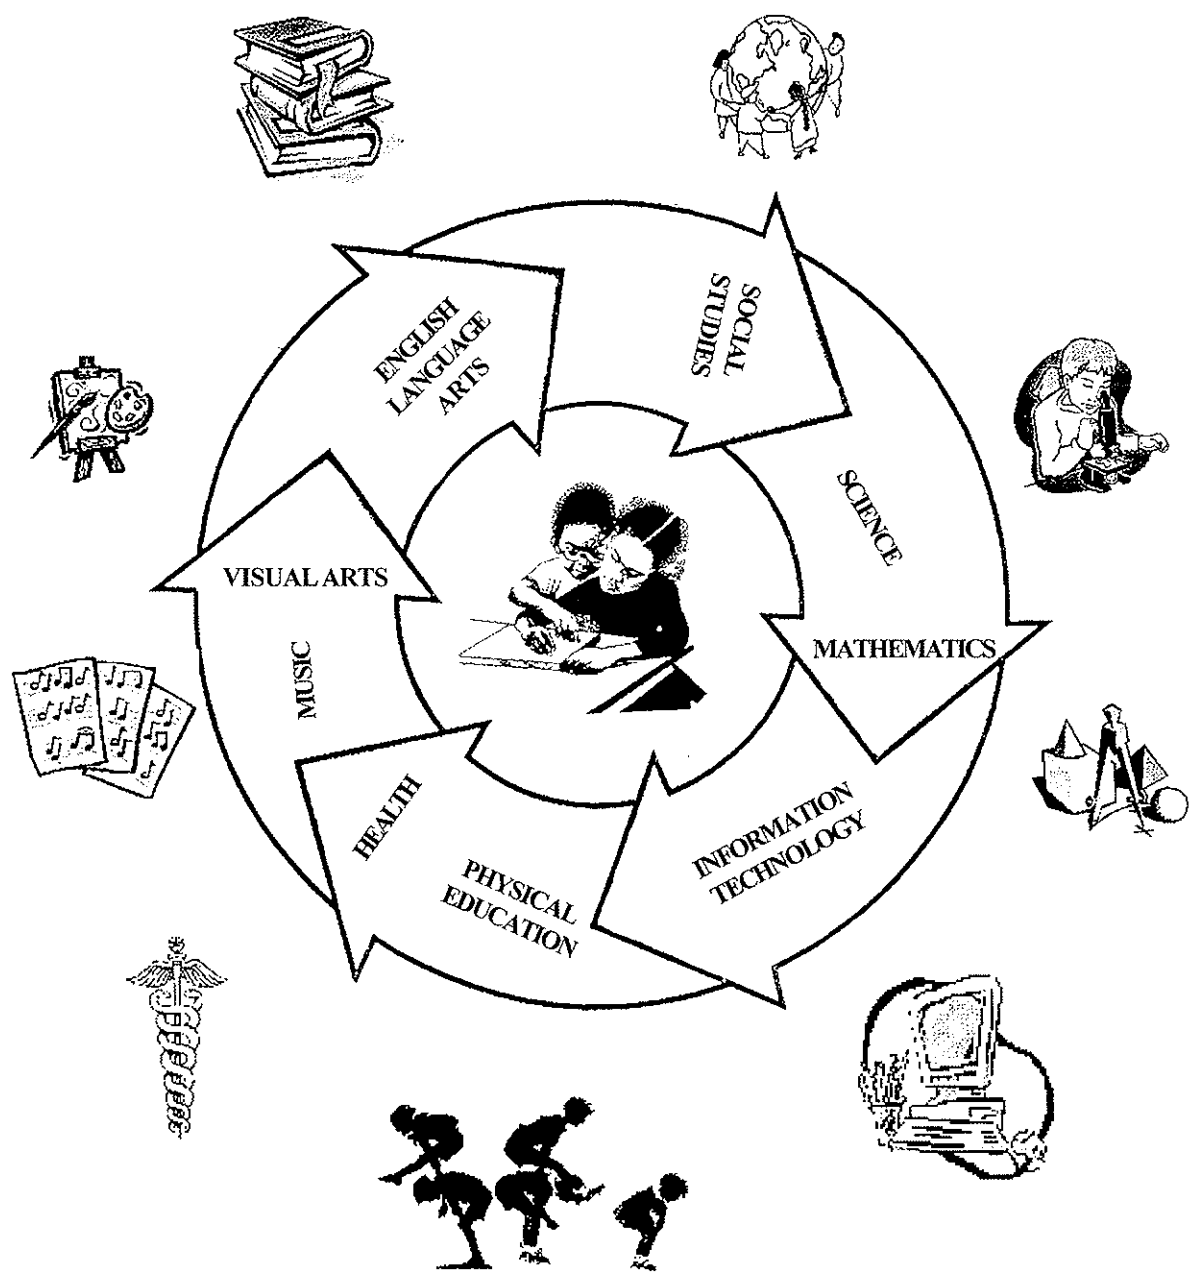 ENGLISH
LANGUAGE
ARTS
SOCIAL
STUDIES
SCIENCE
MATHEMATICS
INFORMATION
TECHNOLOGY
PHYSICAL
EDUCATION
HEALTH
MUSIC
VISUAL ARTS